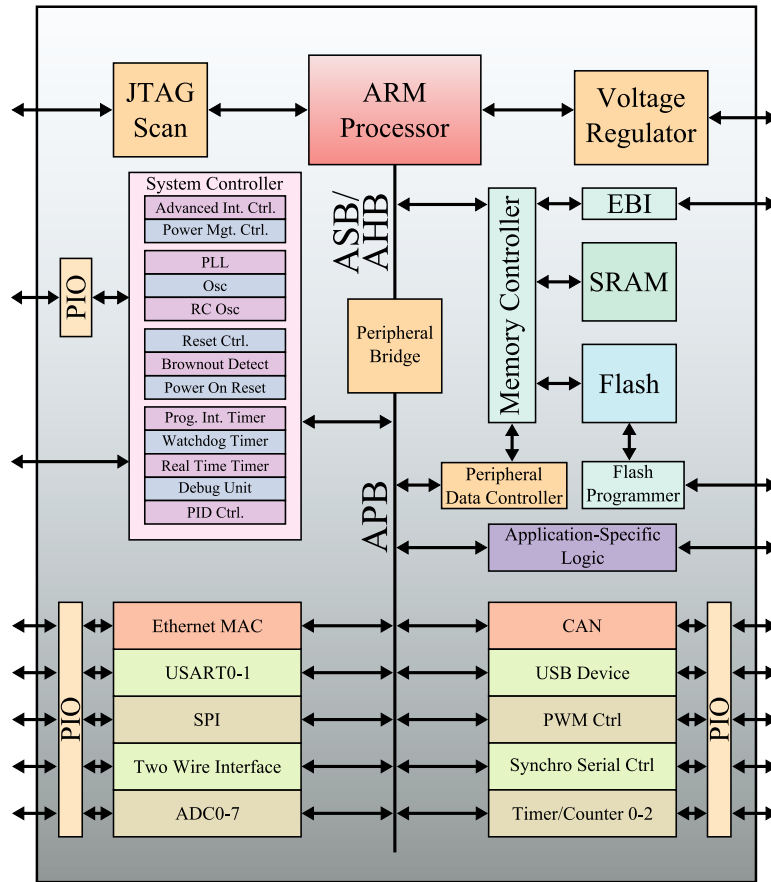 JTAG
Scan
ARM
Processor
Voltage
Regulator
System Controller
Advanced Int. Ctrl.
Power Mgt. Ctrl.
PLL
Osc
RC Osc
Reset Ctrl.
Brownout Detect
Power On Reset
Prog. Int. Timer
Watchdog Timer
Real Time Timer
Debug Unit
PID Ctrl.
PIO
ASB/
AHB
Peripheral
Bridge
APB
Memory Controller
EBI
SRAM
Flash
Peripheral
Data Controller
Flash
Programmer
Application-Specific
Logic
PIO
Ethernet MAC
USART0-1
SPI
Two Wire Interface
ADC0-7
CAN
USB Device
PWM Ctrl
Synchro Serial Ctrl
Timer/Counter 0-2
PIO